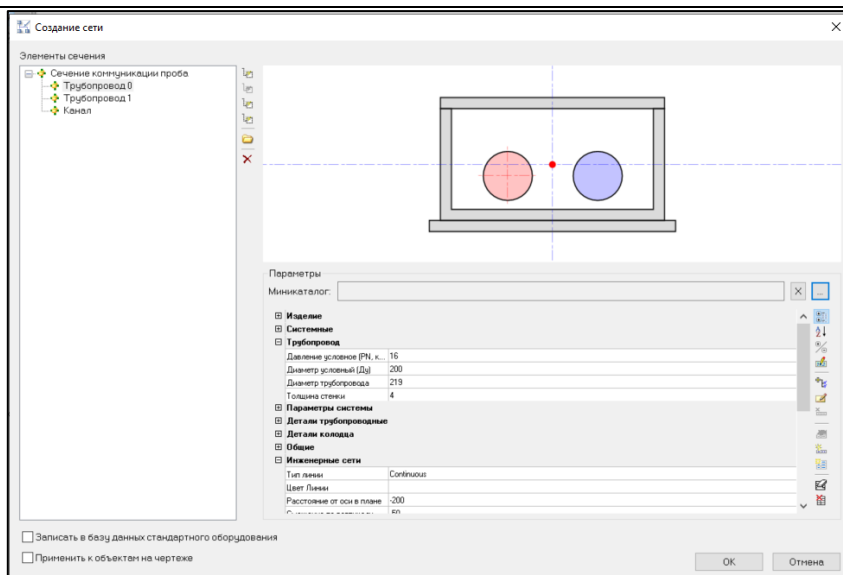 Создание сети
Элементы сечения
Сечение коммуникации проба
Трубопровод 0
Трубопровод 1
Канал
Параметры
Миникаталог:
...
Изделие
Системные
Трубопровод
Давление условное (PN, к... 16
Диаметр условный (Ду) 200
Диаметр трубопровода 219
Толщина стенки 4
Параметры системы
Детали трубопроводные
Детали колодца
Общие
Инженерные сети
Тип линии Continuous
Цвет Линии
Расстояние от оси в плане -200
Записать в базу данных стандартного оборудования
Применить к объектам на чертеже
ОК
Отмена